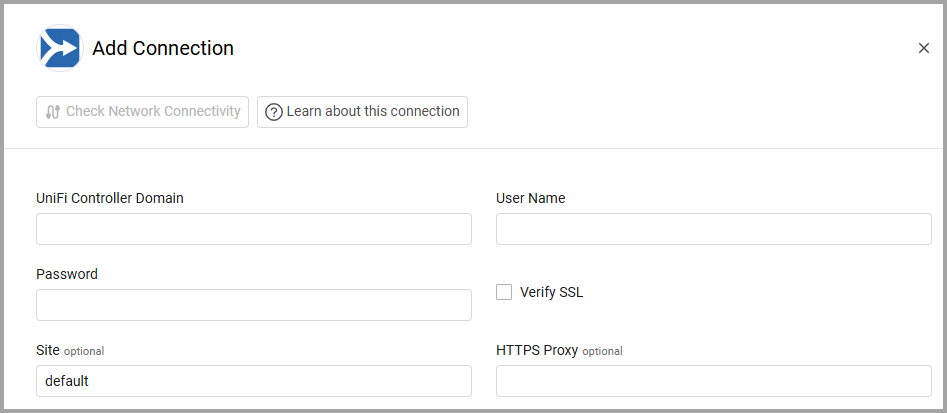 Add Connection
Check Network Connectivity
Learn about this connection
UniFi Controller Domain
User Name
Password
Verify SSL
Site optional
HTTPS Proxy optional
default